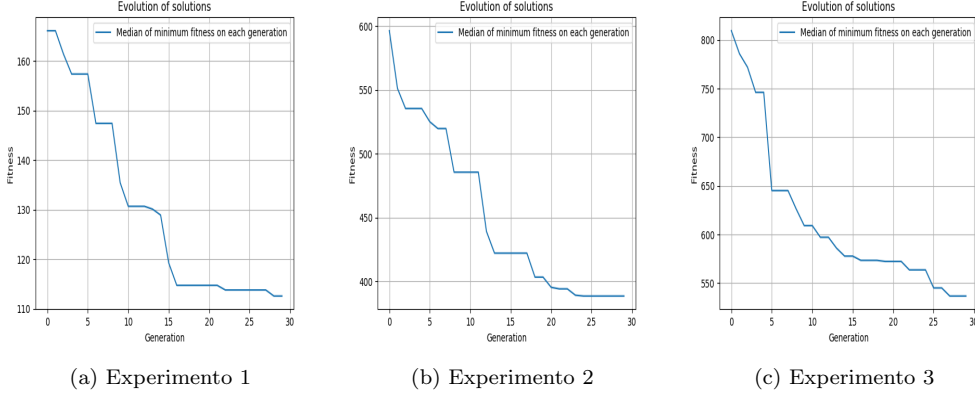 Evolution of solutions
Median of minimum fitness on each generation
160
150
140
130
120
110
Fitness
0 5 10 15 20 25 30
Generation
(a) Experimento 1
Evolution of solutions
Median of minimum fitness on each generation
600
550
500
450
400
Fitness
0 5 10 15 20 25 30
Generation
(b) Experimento 2
Evolution of solutions
Median of minimum fitness on each generation
800
750
700
650
600
550
Fitness
0 5 10 15 20 25 30
Generation
(c) Experimento 3